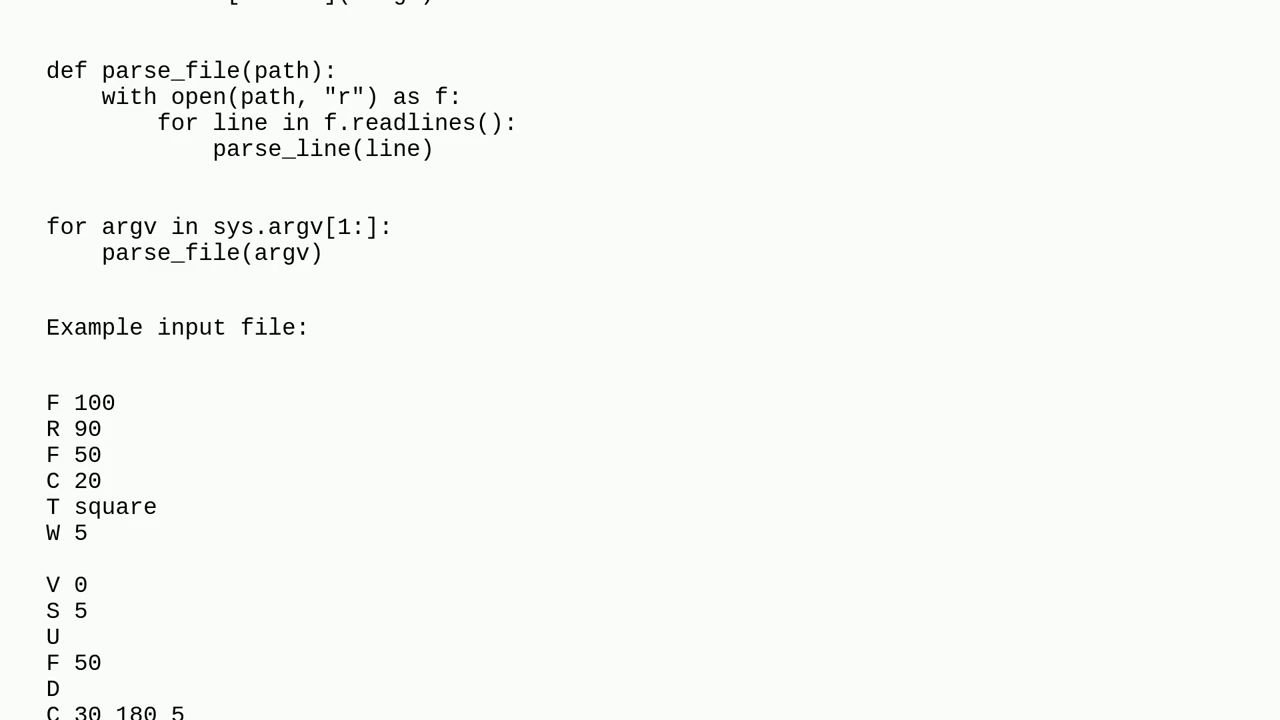 def parse_file(path):
    with open(path, "r") as f:
        for line in f.readlines():
            parse_line(line)
for argv in sys.argv[1:]:
    parse_file(argv)
Example input file:
F 100
R 90
F 50
C 20
T square
W 5
V 0
S 5
U
F 50
D
C 30 180 5